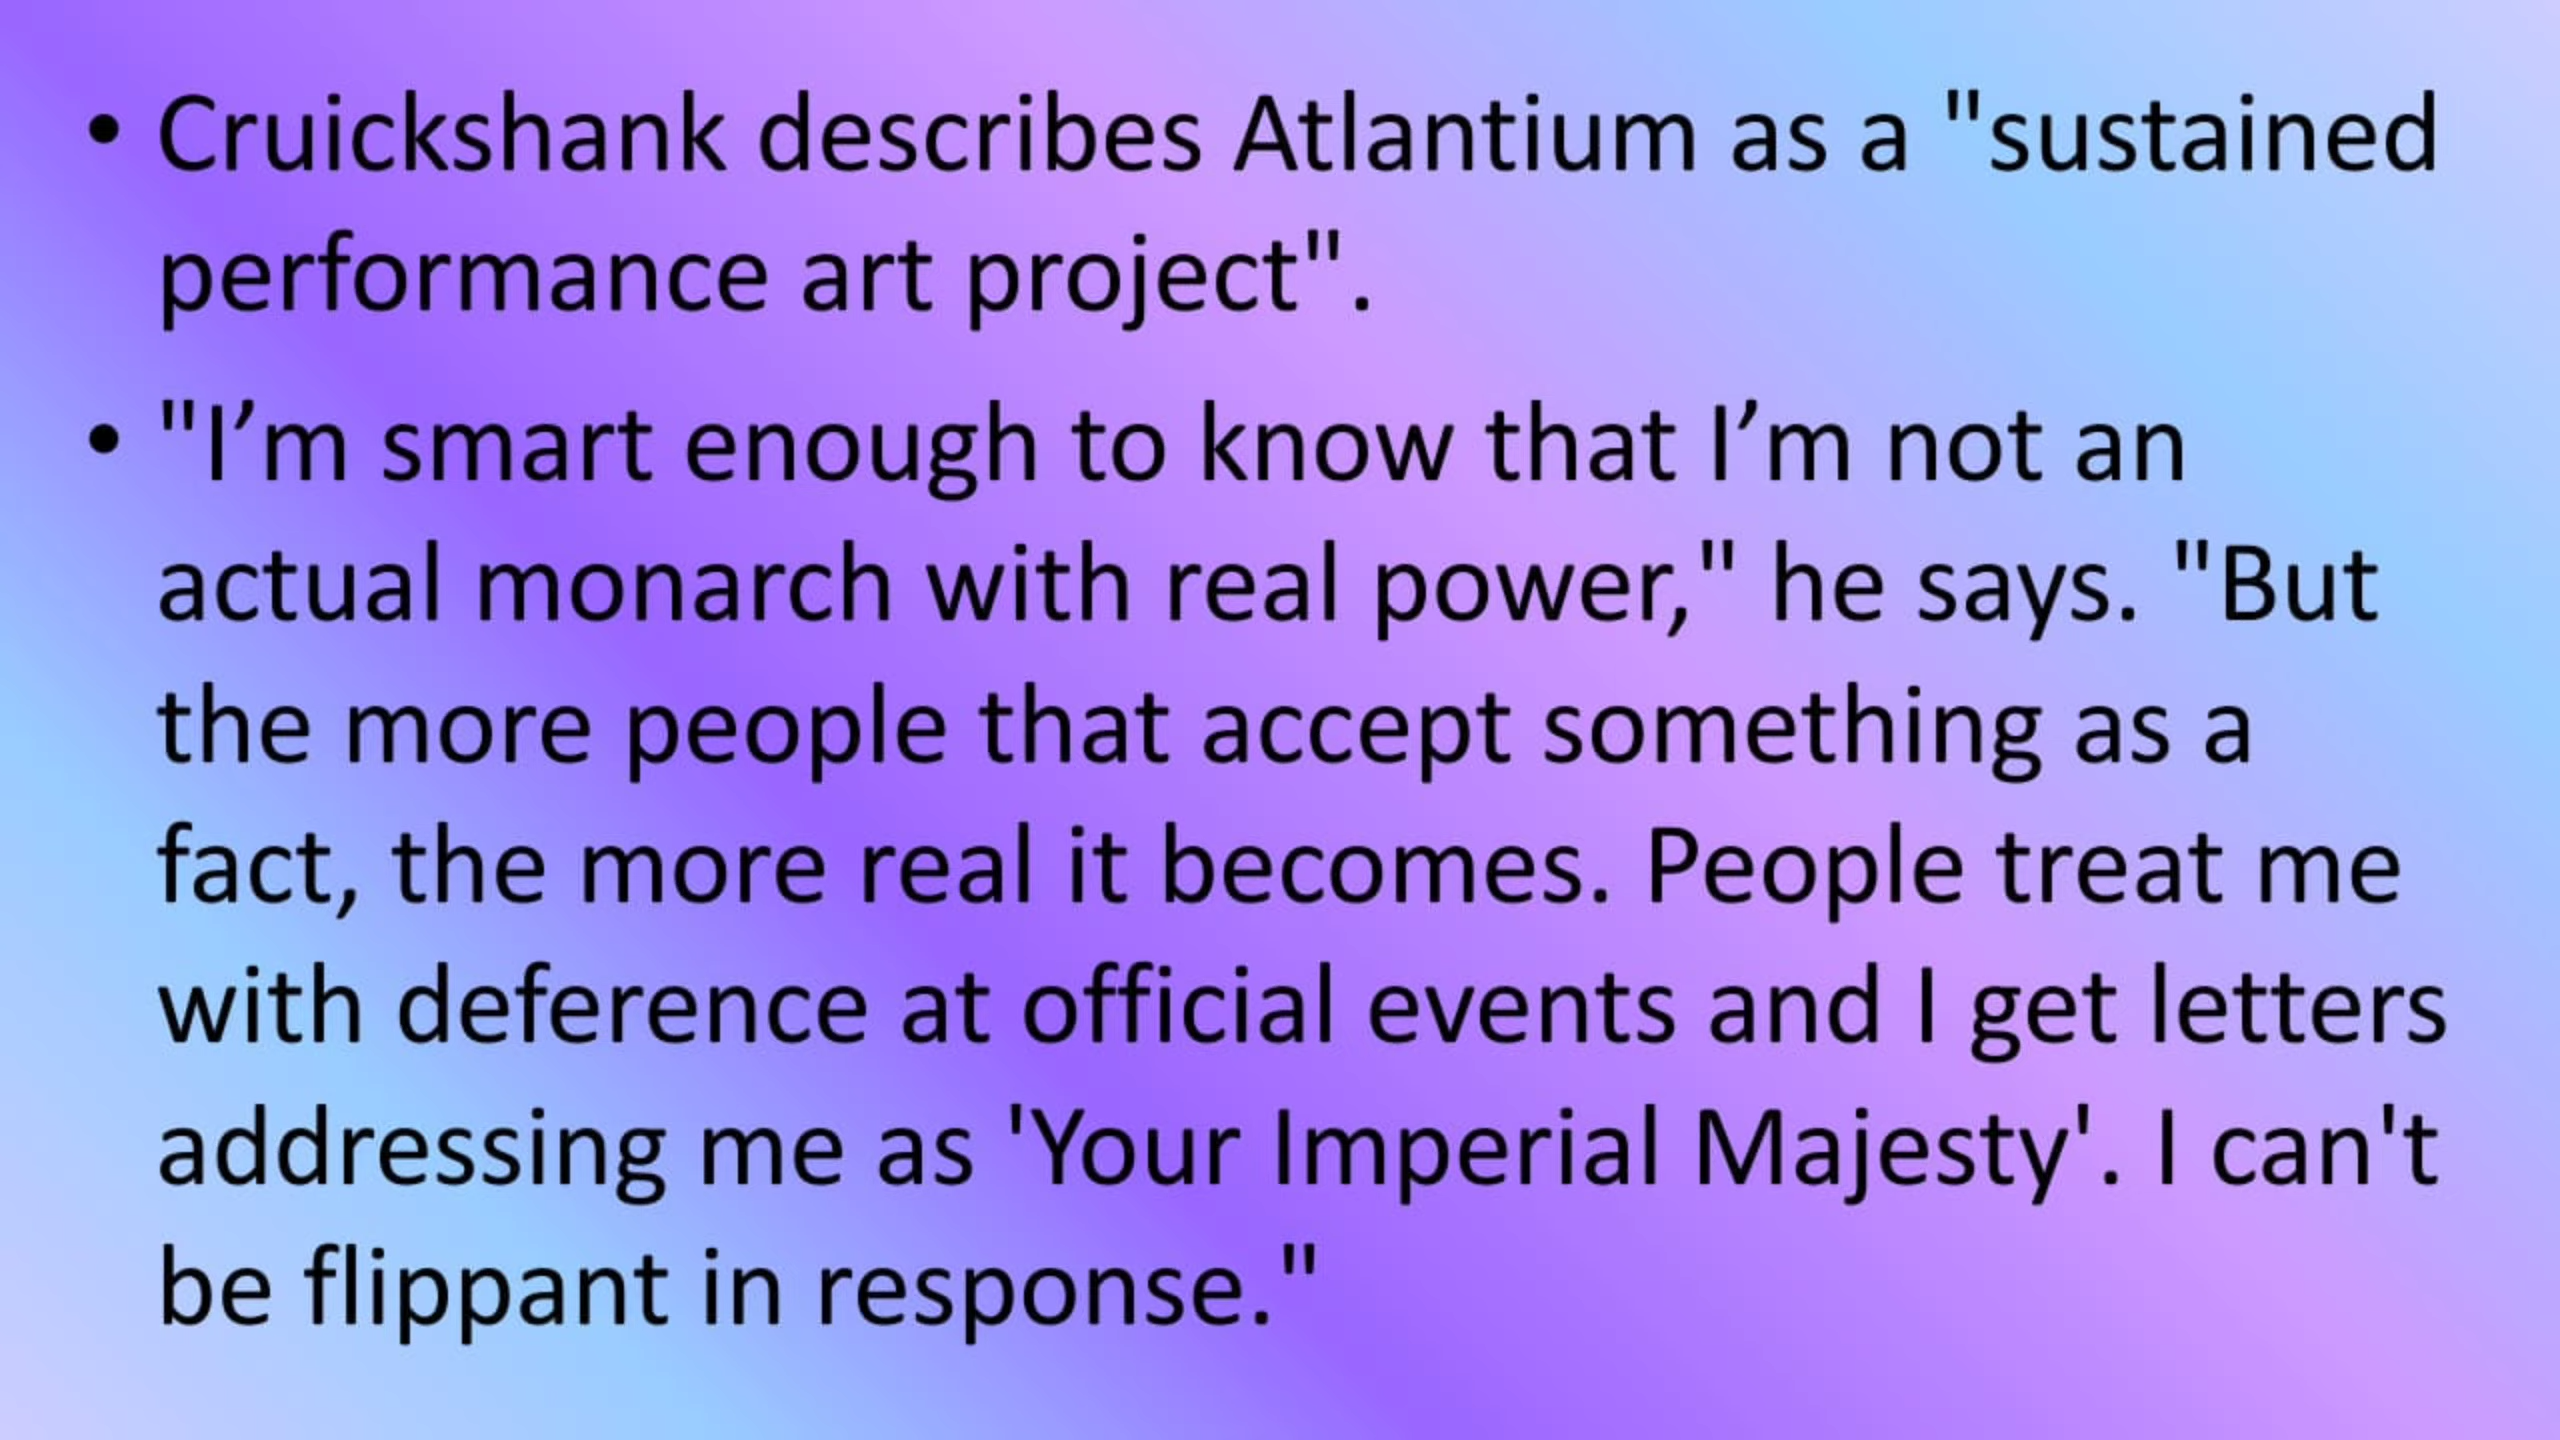 • Cruickshank describes Atlantium as a "sustained
performance art project".
• "I’m smart enough to know that I’m not an
actual monarch with real power," he says. "But
the more people that accept something as a
fact, the more real it becomes. People treat me
with deference at official events and I get letters
addressing me as 'Your Imperial Majesty'. I can't
be flippant in response."